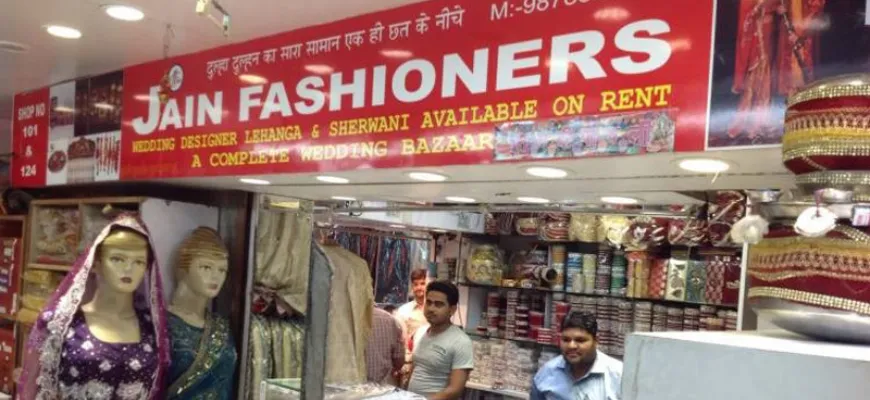 M:-987
दुल्हा दुल्हन का सारा सामान एक ही छत के नीचे
JAIN FASHIONERS
SHOP NO
101
&
124
WEDDING DESIGNER LEHANGA & SHERWANI AVAILABLE ON RENT
A COMPLETE WEDDING BAZAAR